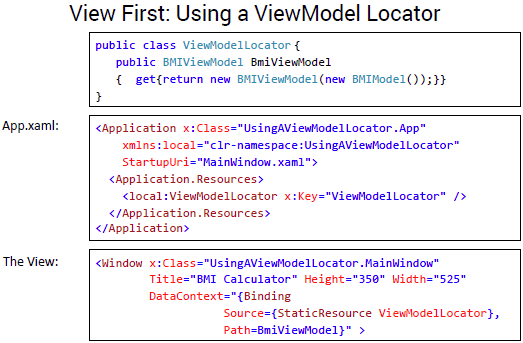 View First: Using a ViewModel Locator
public class ViewModelLocator {
public BMIViewModel BmiViewModel
{ get{return new BMIViewModel(new BMIModel());}}
}
App.xaml:
<Application x:Class="UsingAViewModelLocator.App"
xmlns:local="clr-namespace:UsingAViewModelLocator"
StartupUri="MainWindow.xaml">
<Application.Resources>
<local:ViewModelLocator x:Key="ViewModelLocator" />
</Application.Resources>
</Application>
The View:
<Window x:Class="UsingAViewModelLocator.MainWindow"
Title="BMI Calculator" Height="350" Width="525"
DataContext="{Binding
Source={StaticResource ViewModelLocator},
Path=BmiViewModel}" >